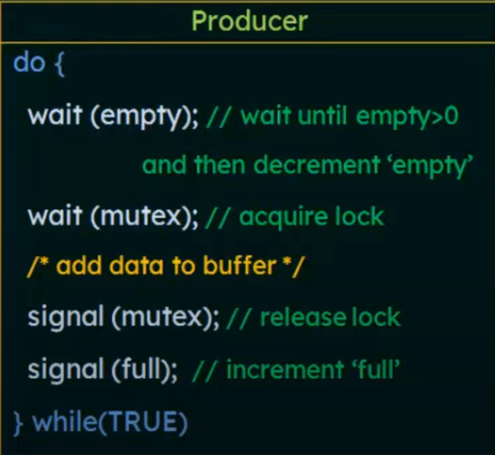 Producer
do {
wait (empty); // wait until empty>0
and then decrement ‘empty’
wait (mutex); // acquire lock
/* add data to buffer */
signal (mutex); // release lock
signal (full); // increment ‘full’
} while(TRUE)